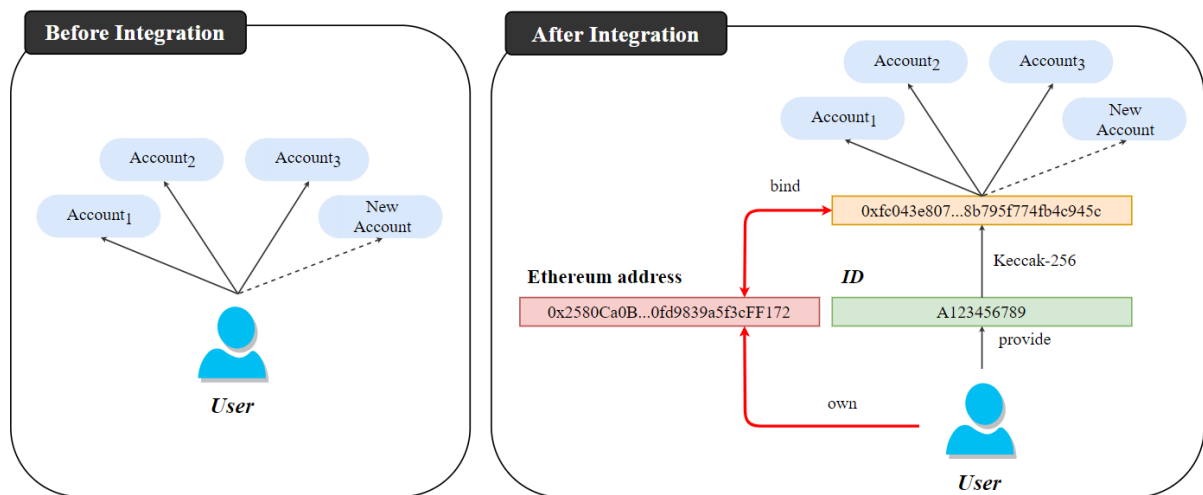 Before Integration
Account2
Account3
Account1
New
Account
User
After Integration
Account2
Account3
Account1
New
Account
bind
0xfc043e807...8b795f774fb4c945c
Keccak-256
Ethereum address
ID
0x2580Ca0B...0fd9839a5f3cFF172
A123456789
provide
own
User